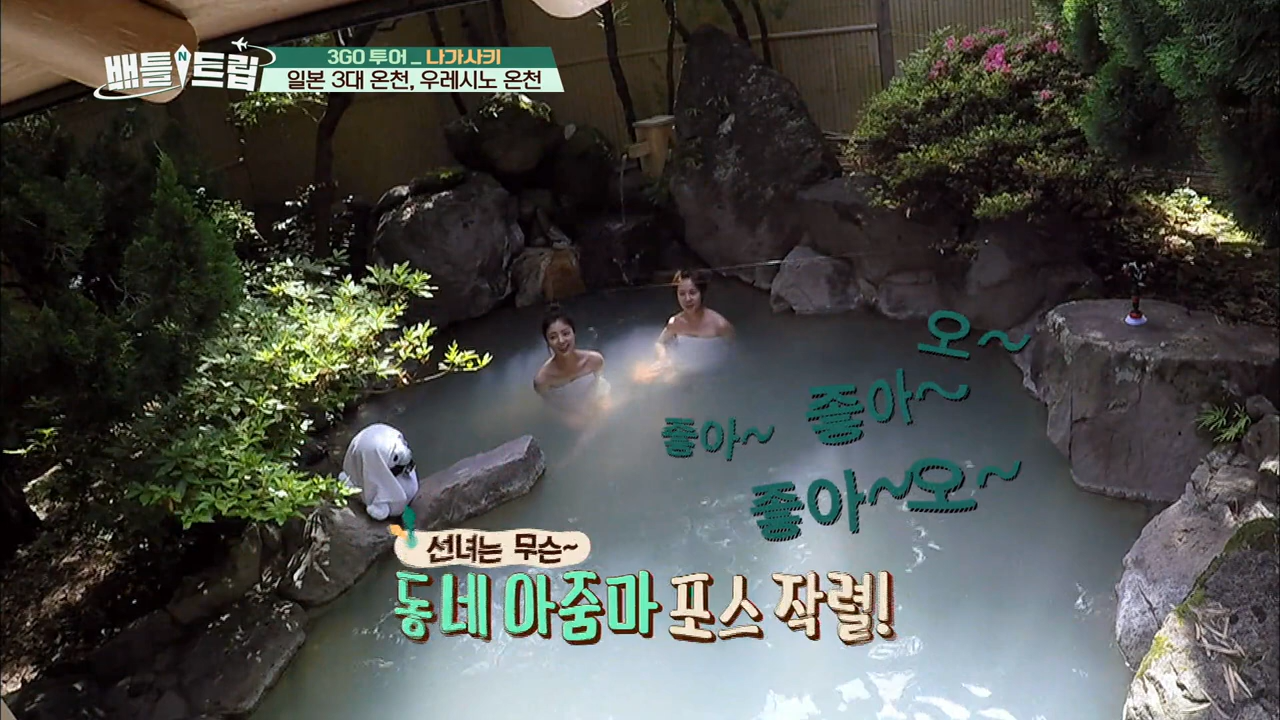 배틀트립
3GO 투어 _ 나가사키
일본 3대 온천, 우레시노 온천
오~
좋아~
좋아~
좋아~오~
선녀는 무슨~
동네 아줌마 포스 작렬!